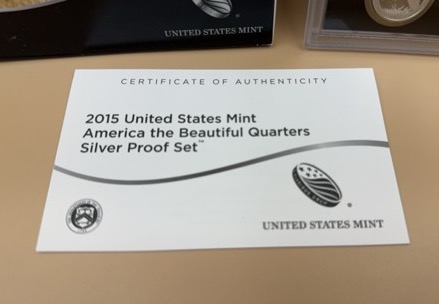 UNITED STATES MINT
CERTIFICATE OF AUTHENTICITY
2015 United States Mint
America the Beautiful Quarters
Silver Proof Set™
UNITED STATES MINT